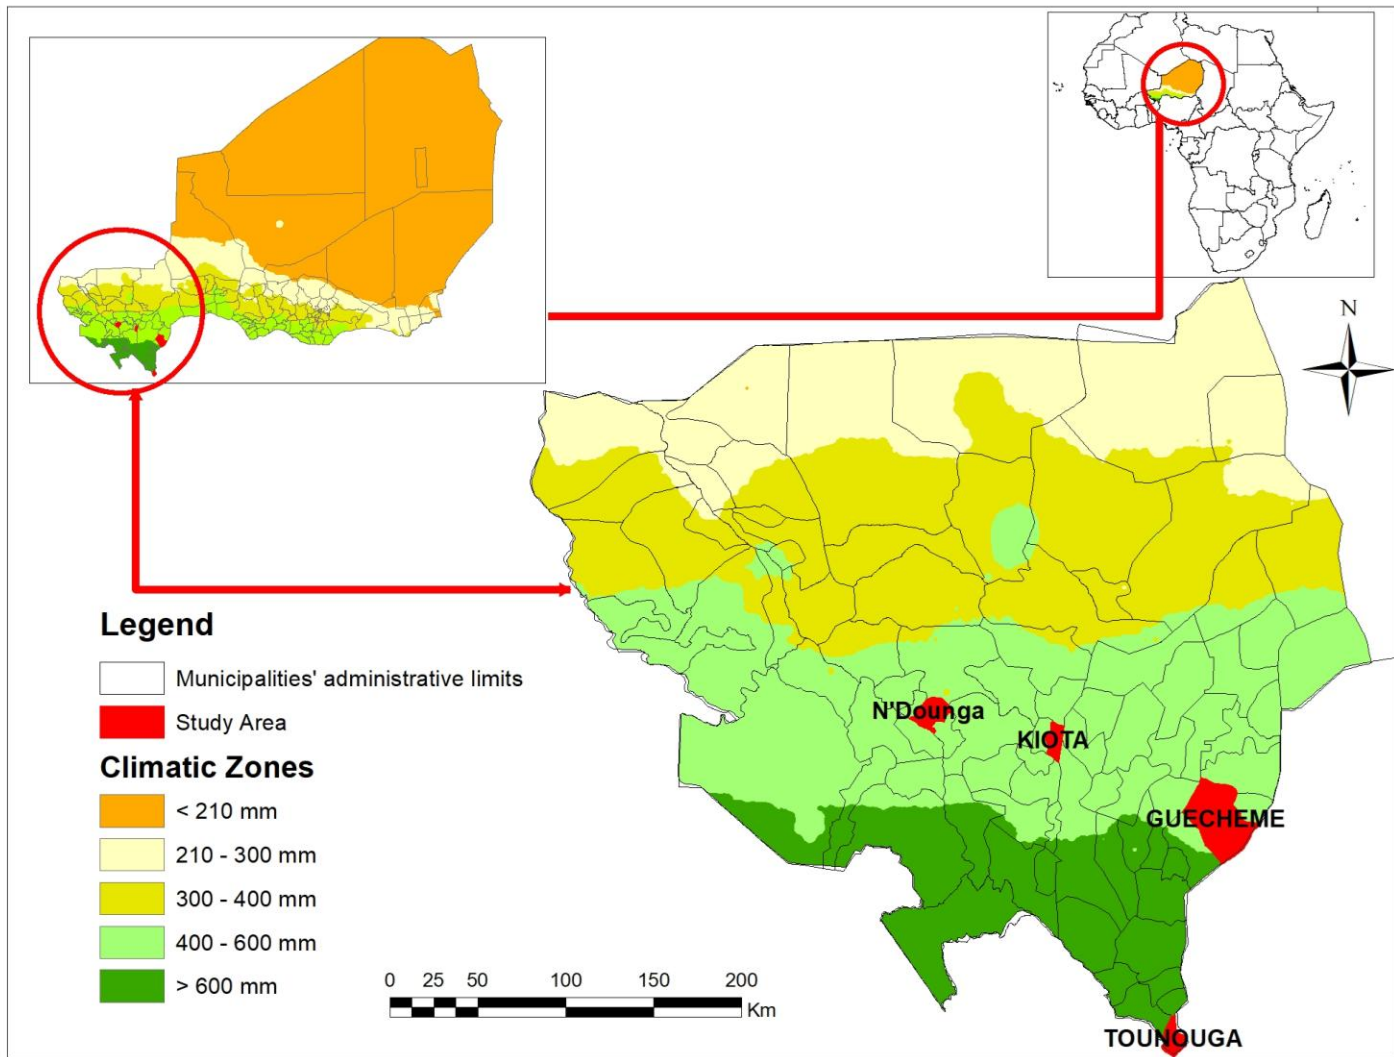 N
N'Dounga
KIOTA
GUECHEME
TOUNOUGA
Legend
Municipalities' administrative limits
Study Area
Climatic Zones
< 210 mm
210 - 300 mm
300 - 400 mm
400 - 600 mm
> 600 mm
0 25 50 100 150 200
Km